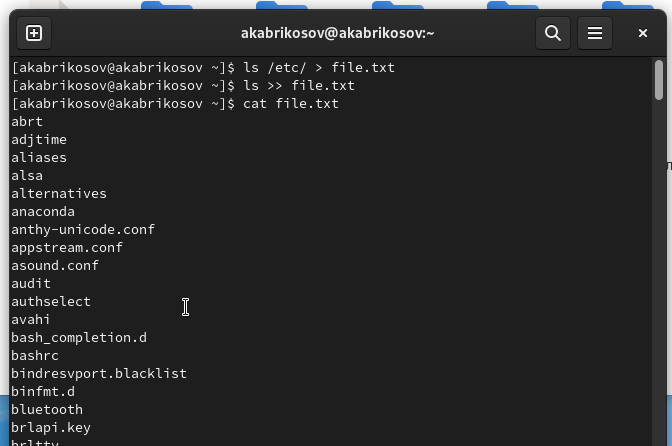 akabrikosov@akabrikosov:~
[akabrikosov@akabrikosov ~]$ ls /etc/ > file.txt
[akabrikosov@akabrikosov ~]$ ls >> file.txt
[akabrikosov@akabrikosov ~]$ cat file.txt
abrt
adjtime
aliases
alsa
alternatives
anaconda
anthy-unicode.conf
appstream.conf
asound.conf
audit
authselect
avahi
bash_completion.d
bashrc
bindresvport.blacklist
binfmt.d
bluetooth
brlapi.key
brltty